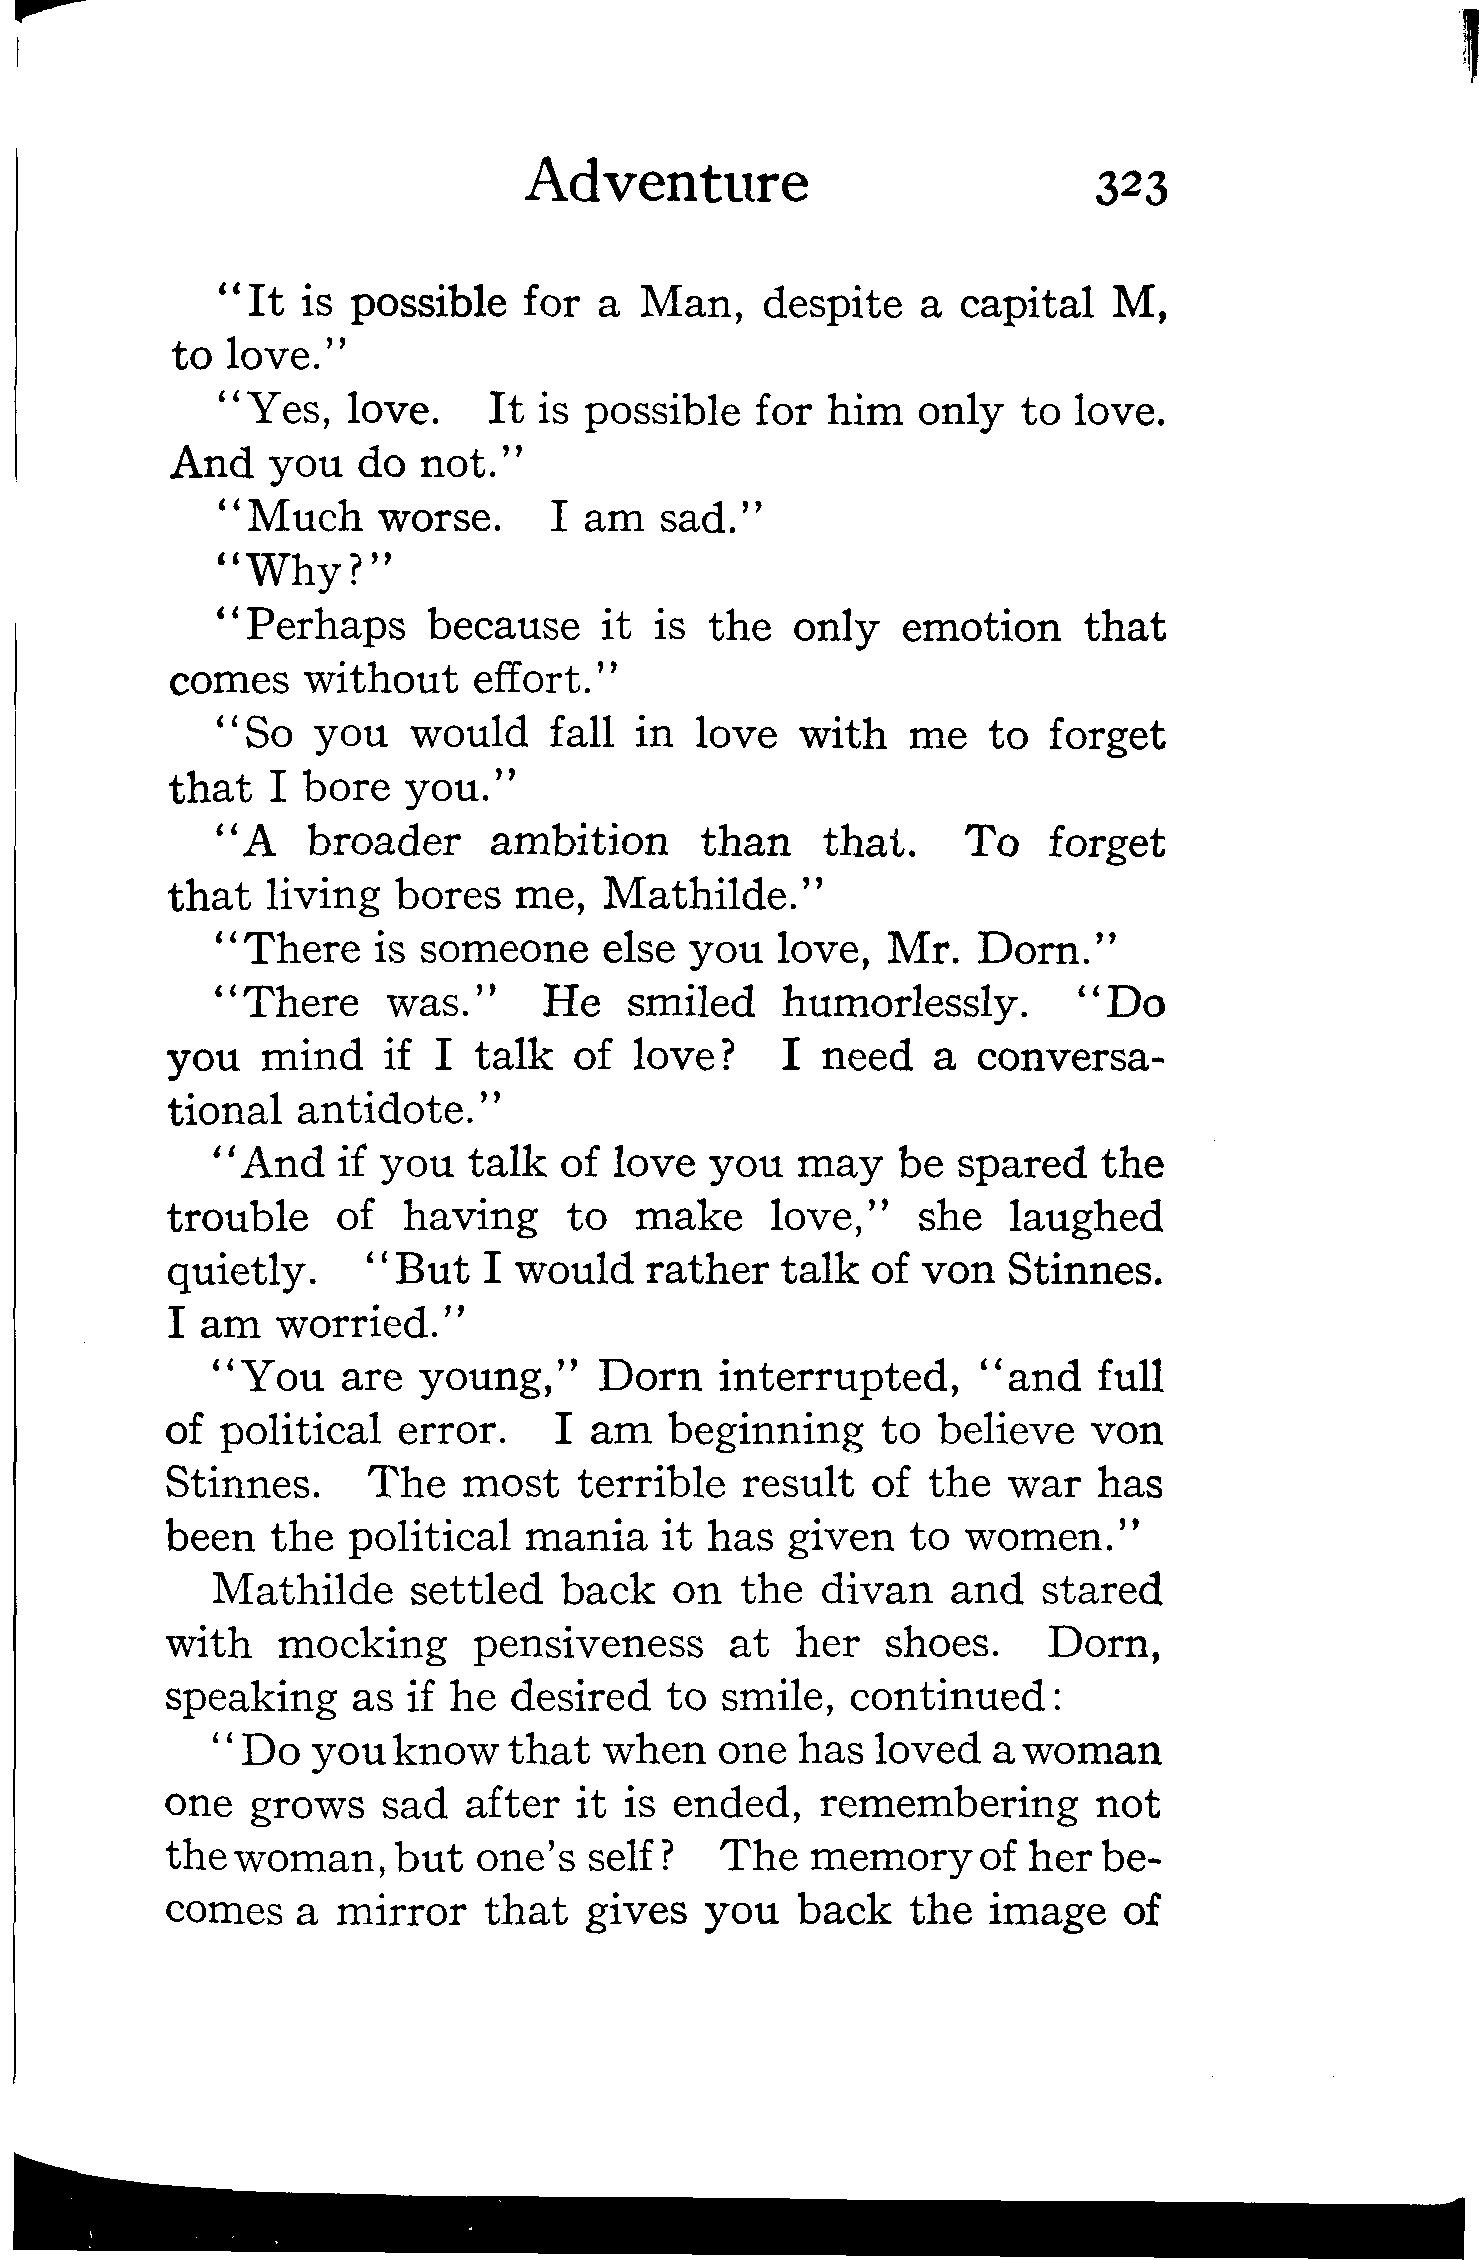 Adventure 323
"It is possible for a Man, despite a capital M,
to love."
"Yes, love. It is possible for him only to love.
And you do not."
"Much worse. I am sad."
"Why?"
"Perhaps because it is the only emotion that
comes without effort."
"So you would fall in love with me to forget
that I bore you."
"A broader ambition than that. To forget
that living bores me, Mathilde."
"There is someone else you love, Mr. Dorn."
"There was." He smiled humorlessly. "Do
you mind if I talk of love? I need a conversa-
tional antidote."
"And if you talk of love you may be spared the
trouble of having to make love," she laughed
quietly. "But I would rather talk of von Stinnes.
I am worried."
"You are young," Dorn interrupted, "and full
of political error. I am beginning to believe von
Stinnes. The most terrible result of the war has
been the political mania it has given to women."
Mathilde settled back on the divan and stared
with mocking pensiveness at her shoes. Dorn,
speaking as if he desired to smile, continued:
"Do you know that when one has loved a woman
one grows sad after it is ended, remembering not
the woman, but one's self? The memory of her be-
comes a mirror that gives you back the image of